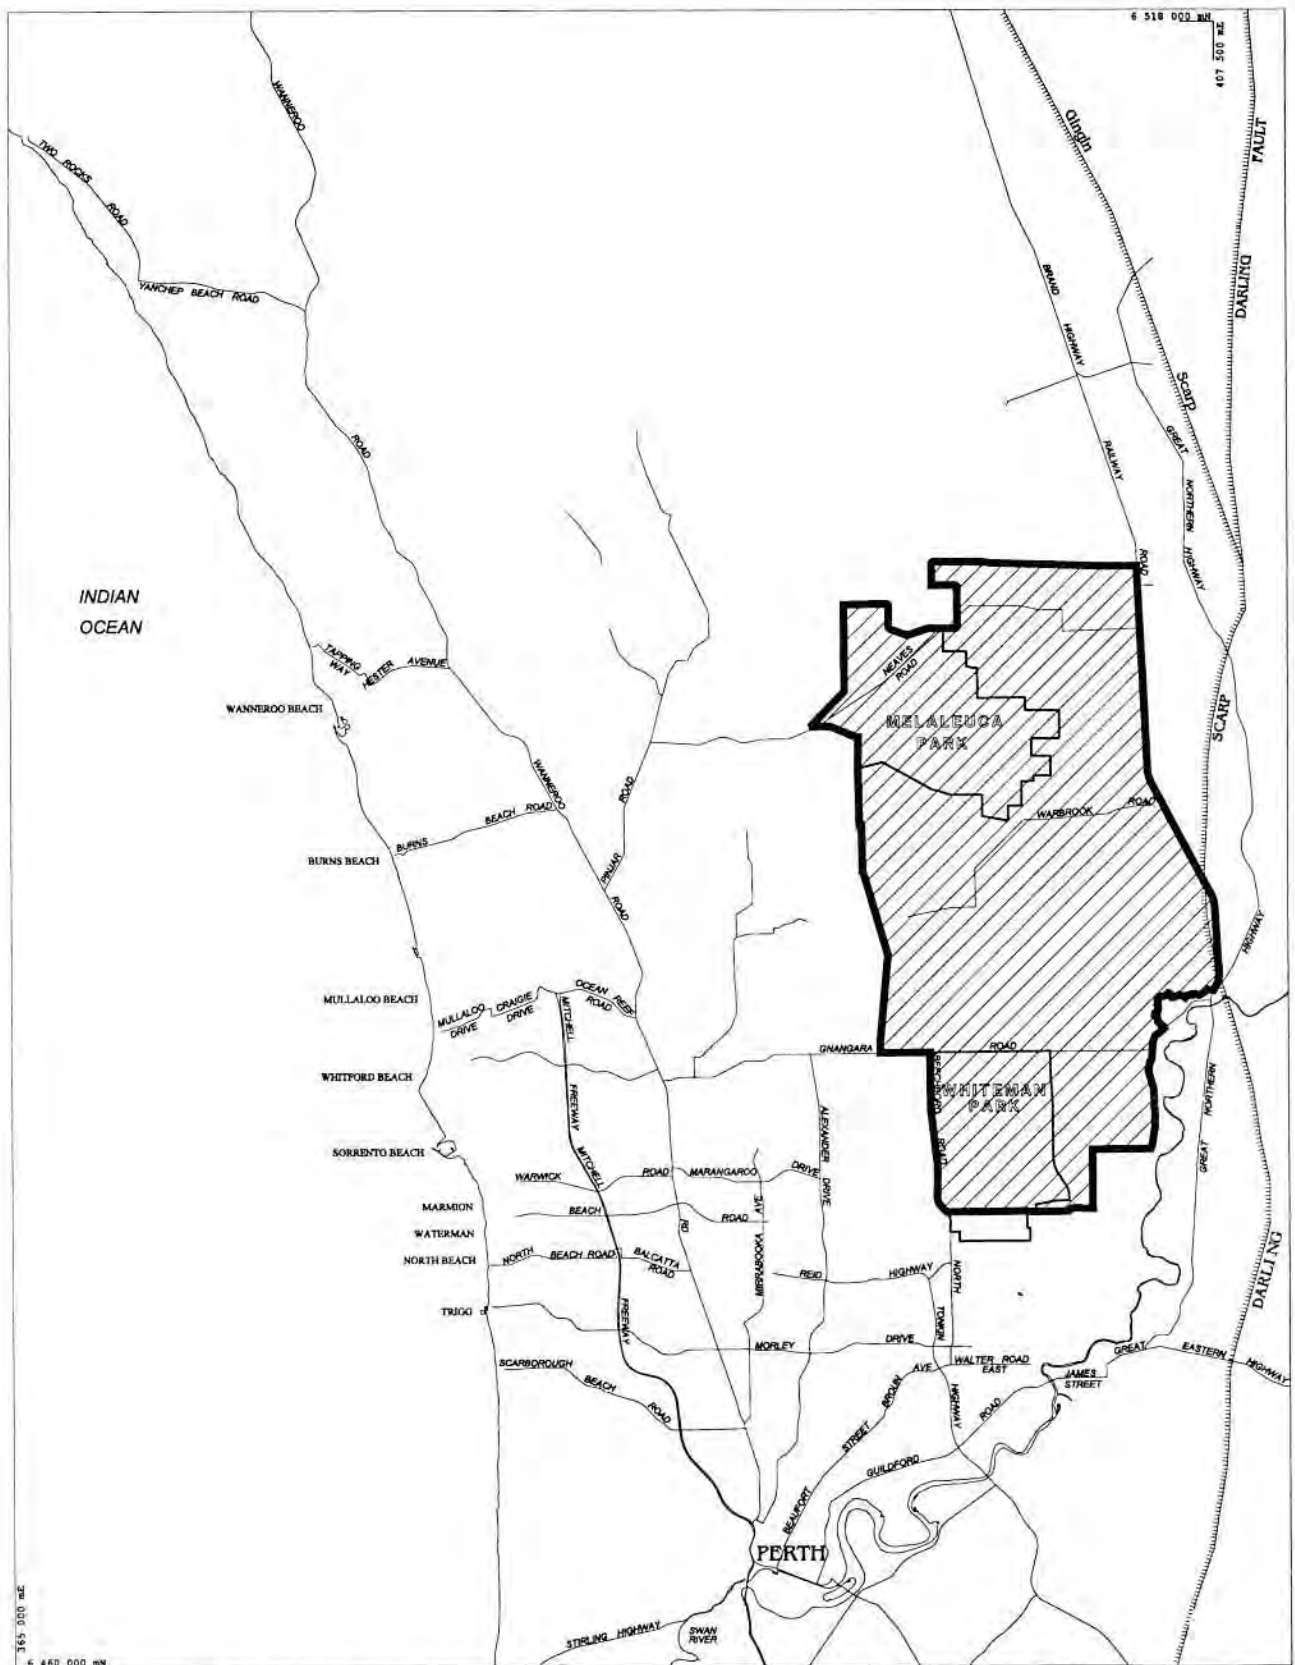 6 518 000 mN
407 500 mE
WANNEROO
Gingin
FAULT
TWO ROCKS
ROAD
DARLING
YANCHEP BEACH ROAD
BRAND
HIGHWAY
Scarp
ROAD
GREAT
RAILWAY
NORTHERN
HIGHWAY
ROAD
INDIAN
OCEAN
TAPPING
WAY
HESTER AVENUE
NEAVES
ROAD
WANNEROO BEACH
MELALEUCA
PARK
SCARP
WANNEROO
ROAD
BURNS
BEACH ROAD
WARBROOK ROAD
BURNS BEACH
PINJAR
ROAD
HIGHWAY
MULLALOO BEACH
MULLALOO
DRIVE
CRAIGIE
DRIVE
OCEAN REEF
ROAD
MITCHELL
GNANGARA
ROAD
WHITFORD BEACH
FREEWAY
BEECHBORO
ROAD
WHITEMAN
PARK
NORTHERN
GREAT
ALEXANDER
DRIVE
SORRENTO BEACH
MITCHELL
WARWICK
ROAD
MARANGAROO
DRIVE
MARMION
BEACH
ROAD
RD
MIRRABOOKA
AVE
WATERMAN
NORTH BEACH
NORTH
BEACH ROAD
BALCATTA
ROAD
REID
HIGHWAY
NORTH
DARLING
TRIGG
FREEWAY
TONKIN
MORLEY
DRIVE
SCARBOROUGH
BEACH
ROAD
AVE
WALTER ROAD
EAST
GREAT
EASTERN
HIGHWAY
JAMES
STREET
BROUN
HIGHWAY
ROAD
STREET
GUILDFORD
BEAUFORT
PERTH
STIRLING HIGHWAY
SWAN
RIVER
365 000 mE
6 460 000 mN